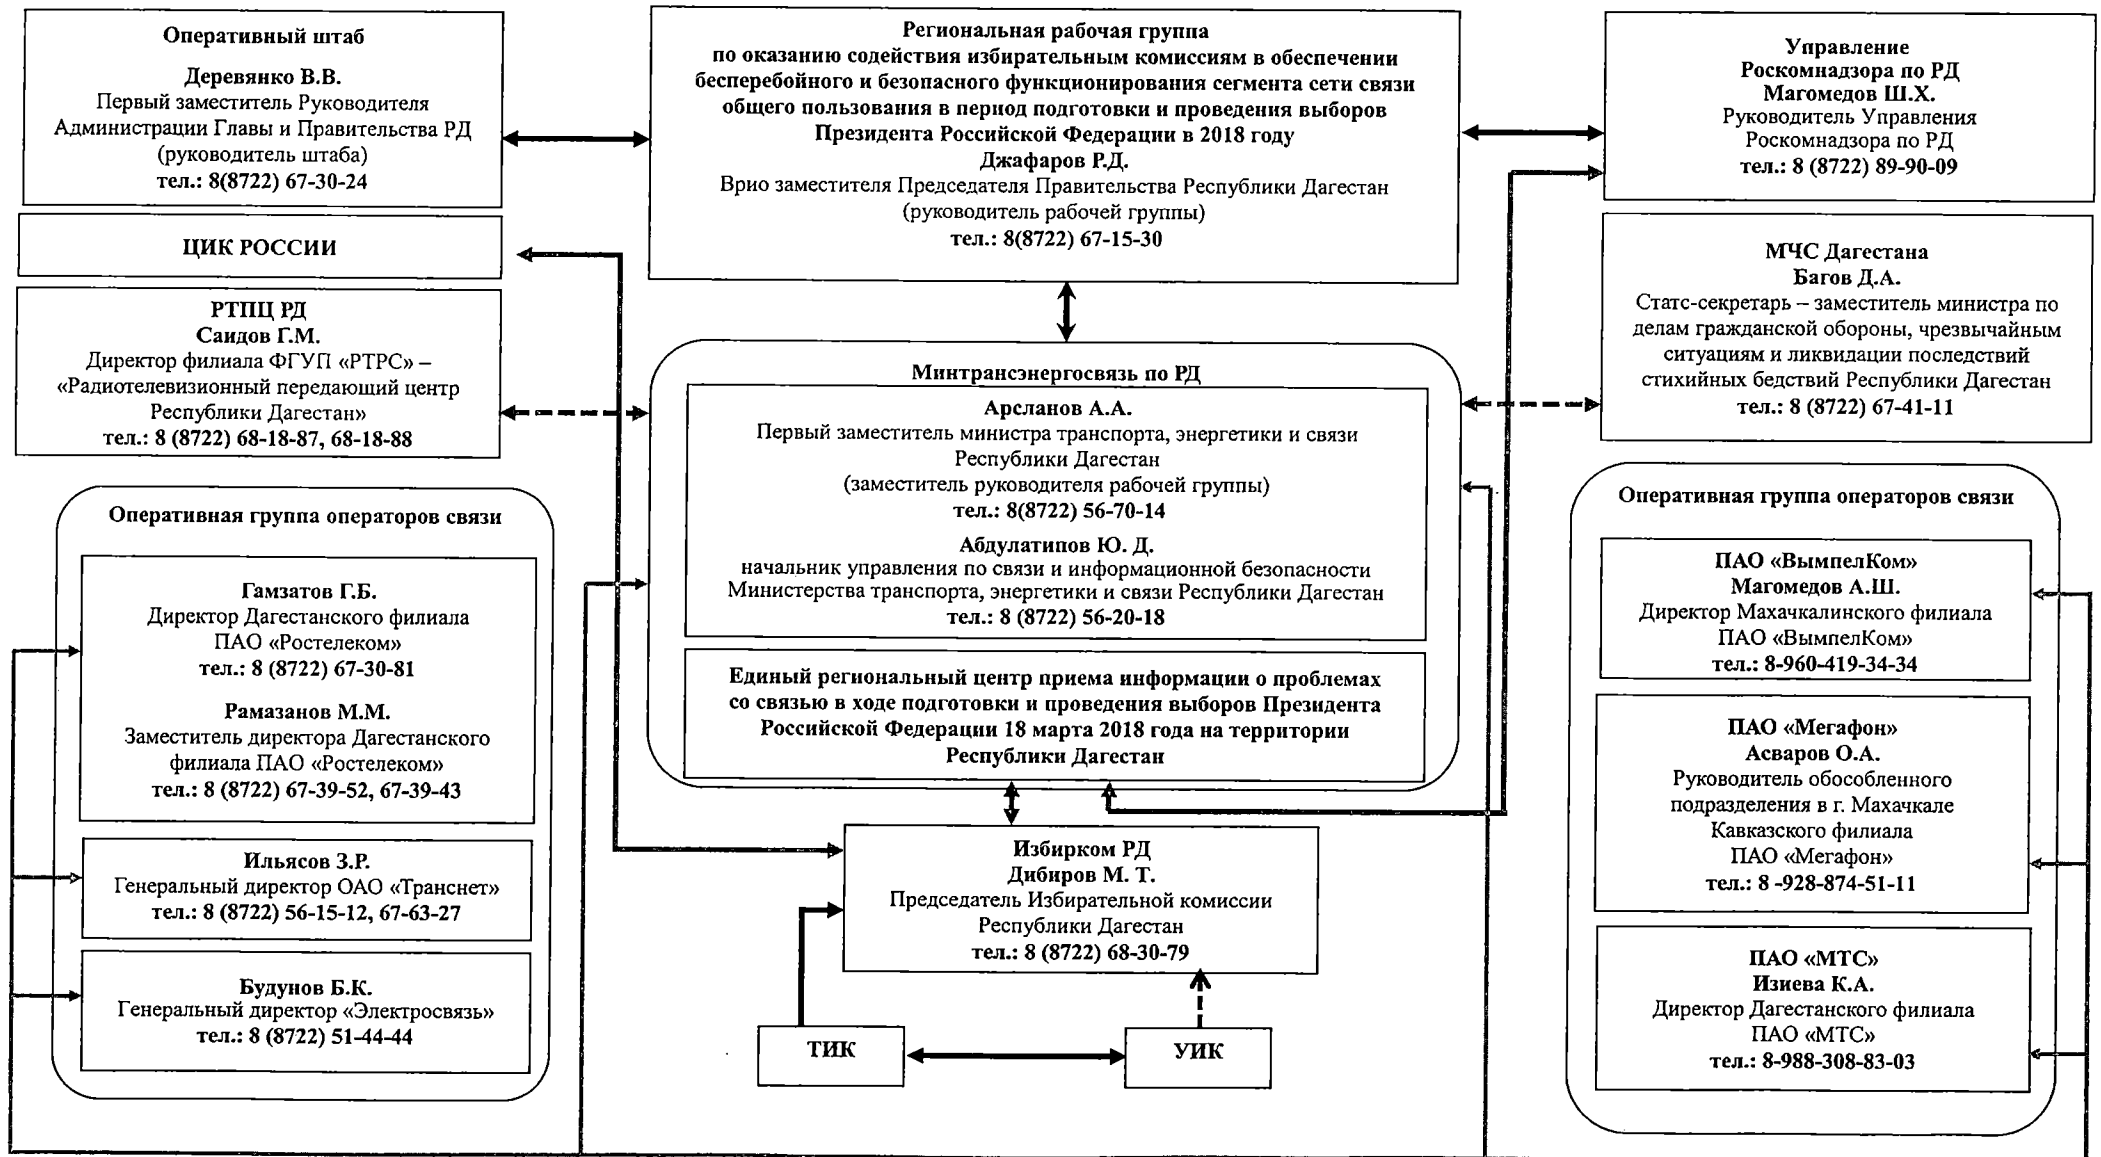 Оперативный штаб
Деревянко В.В.
Первый заместитель Руководителя
Администрации Главы и Правительства РД
(руководитель штаба)
тел.: 8(8722) 67-30-24
ЦИК РОССИИ
РТПЦ РД
Саидов Г.М.
Директор филиала ФГУП «РТРС» –
«Радиотелевизионный передающий центр
Республики Дагестан»
тел.: 8 (8722) 68-18-87, 68-18-88
Региональная рабочая группа
по оказанию содействия избирательным комиссиям в обеспечении
бесперебойного и безопасного функционирования сегмента сети связи
общего пользования в период подготовки и проведения выборов
Президента Российской Федерации в 2018 году
Джафаров Р.Д.
Врио заместителя Председателя Правительства Республики Дагестан
(руководитель рабочей группы)
тел.: 8(8722) 67-15-30
Управление
Роскомнадзора по РД
Магомедов Ш.Х.
Руководитель Управления
Роскомнадзора по РД
тел.: 8 (8722) 89-90-09
МЧС Дагестана
Багов Д.А.
Статс-секретарь – заместитель министра по
делам гражданской обороны, чрезвычайным
ситуациям и ликвидации последствий
стихийных бедствий Республики Дагестан
тел.: 8 (8722) 67-41-11
Минтрансэнергосвязь по РД
Арсланов А.А.
Первый заместитель министра транспорта, энергетики и связи
Республики Дагестан
(заместитель руководителя рабочей группы)
тел.: 8(8722) 56-70-14
Абдулатипов Ю. Д.
начальник управления по связи и информационной безопасности
Министерства транспорта, энергетики и связи Республики Дагестан
тел.: 8 (8722) 56-20-18
Единый региональный центр приема информации о проблемах
со связью в ходе подготовки и проведения выборов Президента
Российской Федерации 18 марта 2018 года на территории
Республики Дагестан
Оперативная группа операторов связи
Гамзатов Г.Б.
Директор Дагестанского филиала
ПАО «Ростелеком»
тел.: 8 (8722) 67-30-81
Рамазанов М.М.
Заместитель директора Дагестанского
филиала ПАО «Ростелеком»
тел.: 8 (8722) 67-39-52, 67-39-43
Ильясов З.Р.
Генеральный директор ОАО «Транснет»
тел.: 8 (8722) 56-15-12, 67-63-27
Будунов Б.К.
Генеральный директор «Электросвязь»
тел.: 8 (8722) 51-44-44
Избирком РД
Дибиров М. Т.
Председатель Избирательной комиссии
Республики Дагестан
тел.: 8 (8722) 68-30-79
ТИК
УИК
Оперативная группа операторов связи
ПАО «ВымпелКом»
Магомедов А.Ш.
Директор Махачкалинского филиала
ПАО «ВымпелКом»
тел.: 8-960-419-34-34
ПАО «Мегафон»
Асваров О.А.
Руководитель обособленного
подразделения в г. Махачкале
Кавказского филиала
ПАО «Мегафон»
тел.: 8 -928-874-51-11
ПАО «МТС»
Изиева К.А.
Директор Дагестанского филиала
ПАО «МТС»
тел.: 8-988-308-83-03